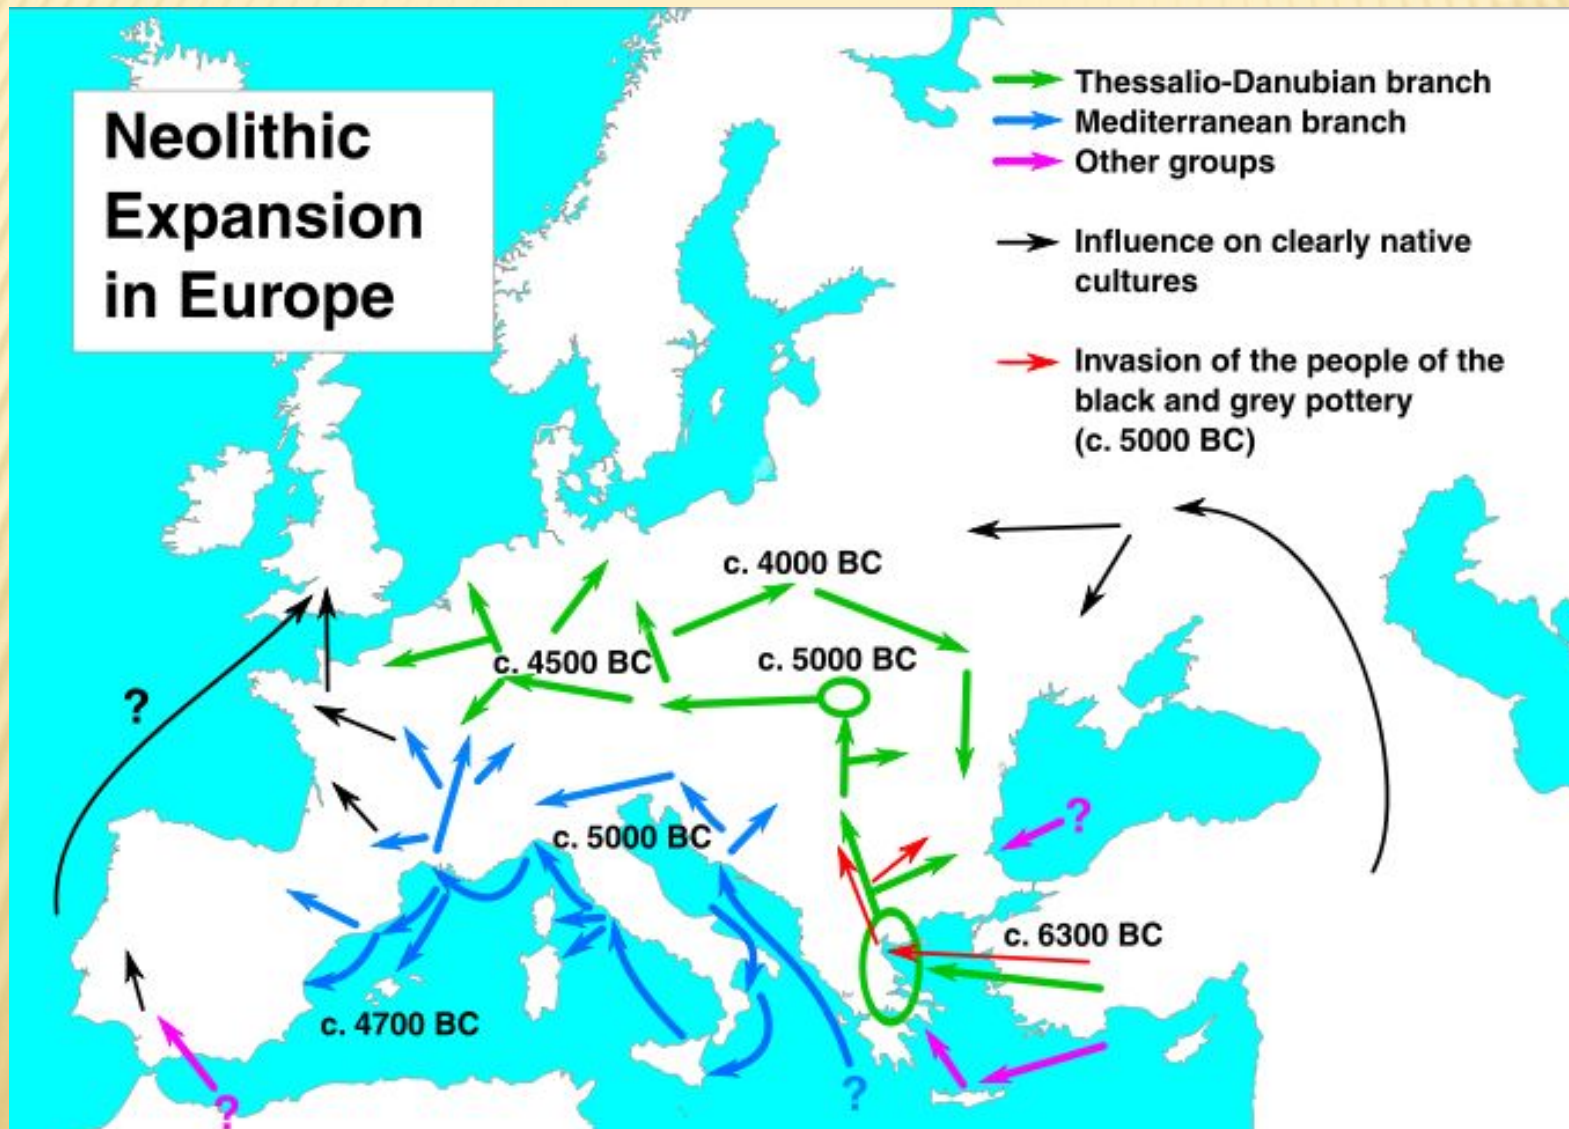 Neolithic
Expansion
in Europe
Thessalio-Danubian branch
Mediterranean branch
Other groups
Influence on clearly native
cultures
Invasion of the people of the
black and grey pottery
(c. 5000 BC)
c. 4000 BC
c. 4500 BC
c. 5000 BC
?
?
c. 5000 BC
c. 6300 BC
c. 4700 BC
?
?